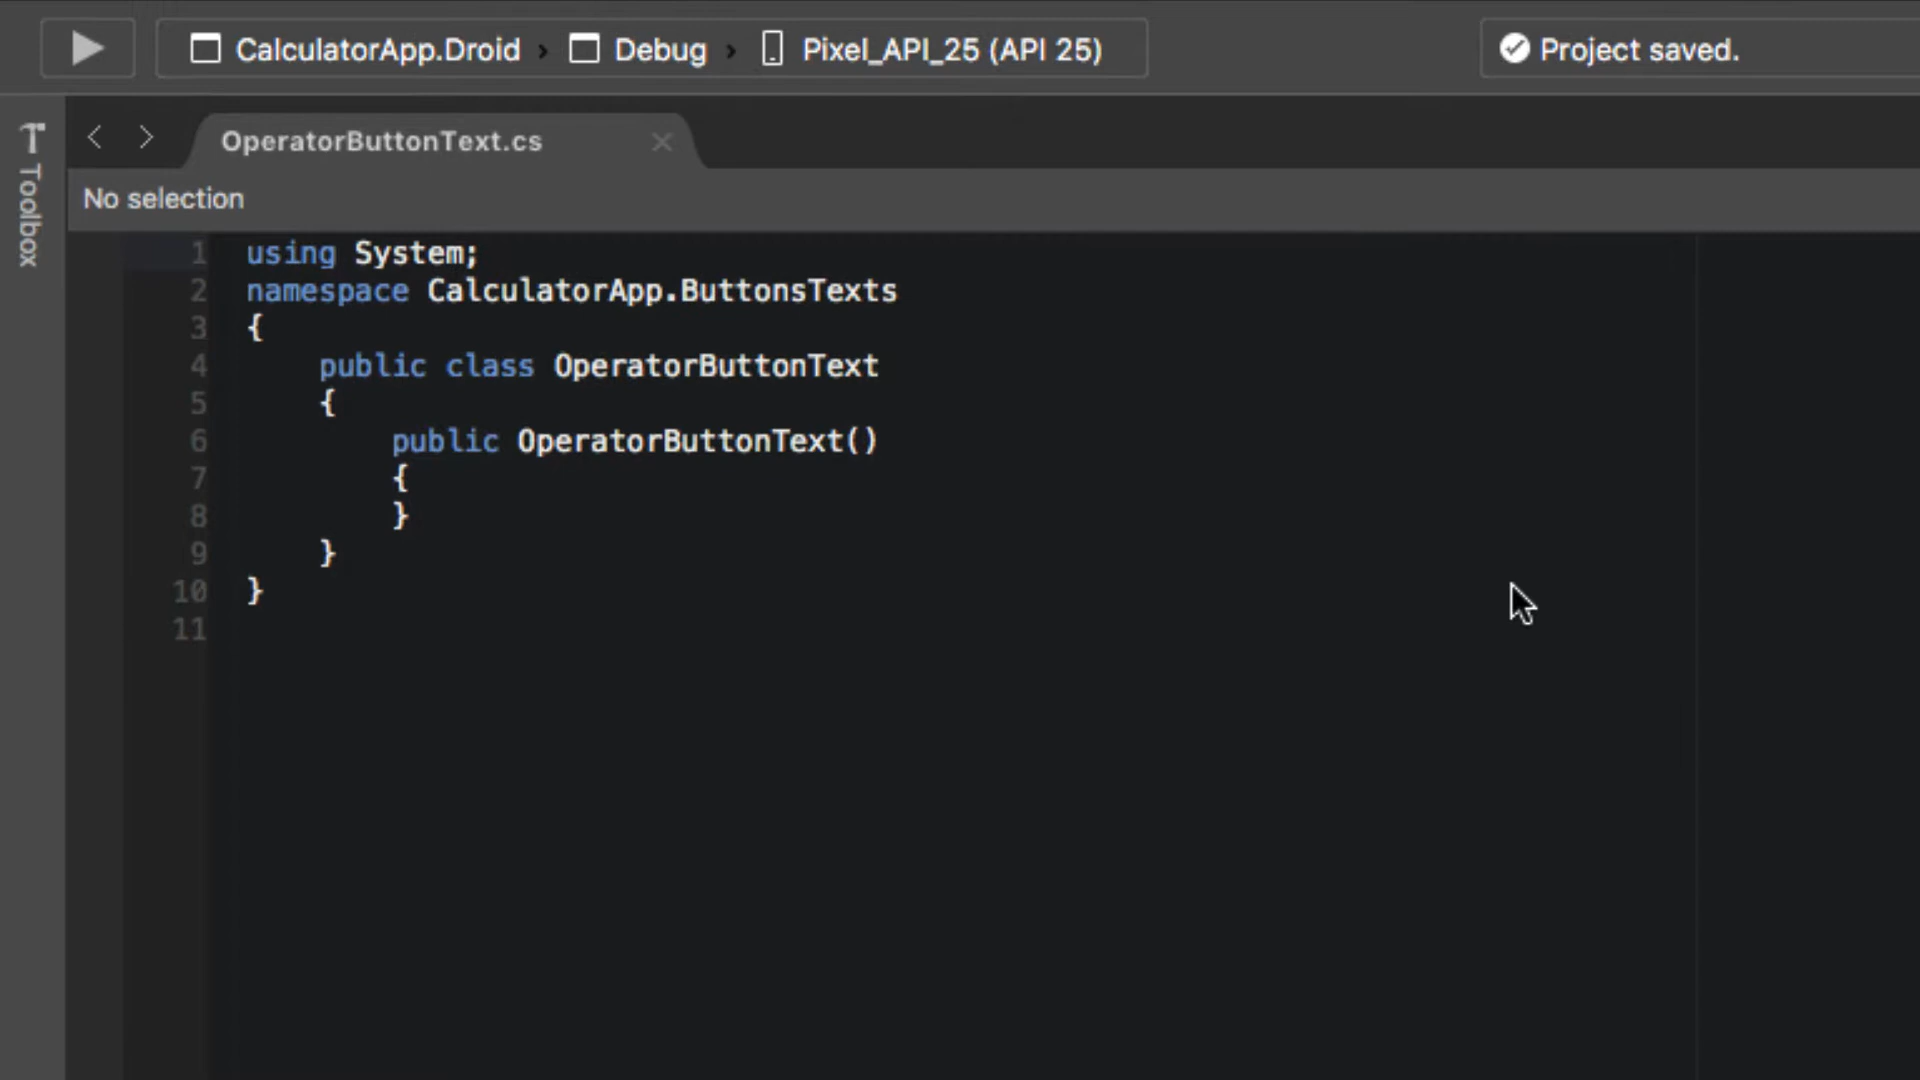 CalculatorApp.Droid › Debug › Pixel_API_25 (API 25)
Project saved.
Toolbox
OperatorButtonText.cs
No selection
1 using System;
2 namespace CalculatorApp.ButtonsTexts
3 {
4 public class OperatorButtonText
5 {
6 public OperatorButtonText()
7 {
8 }
9 }
10 }
11